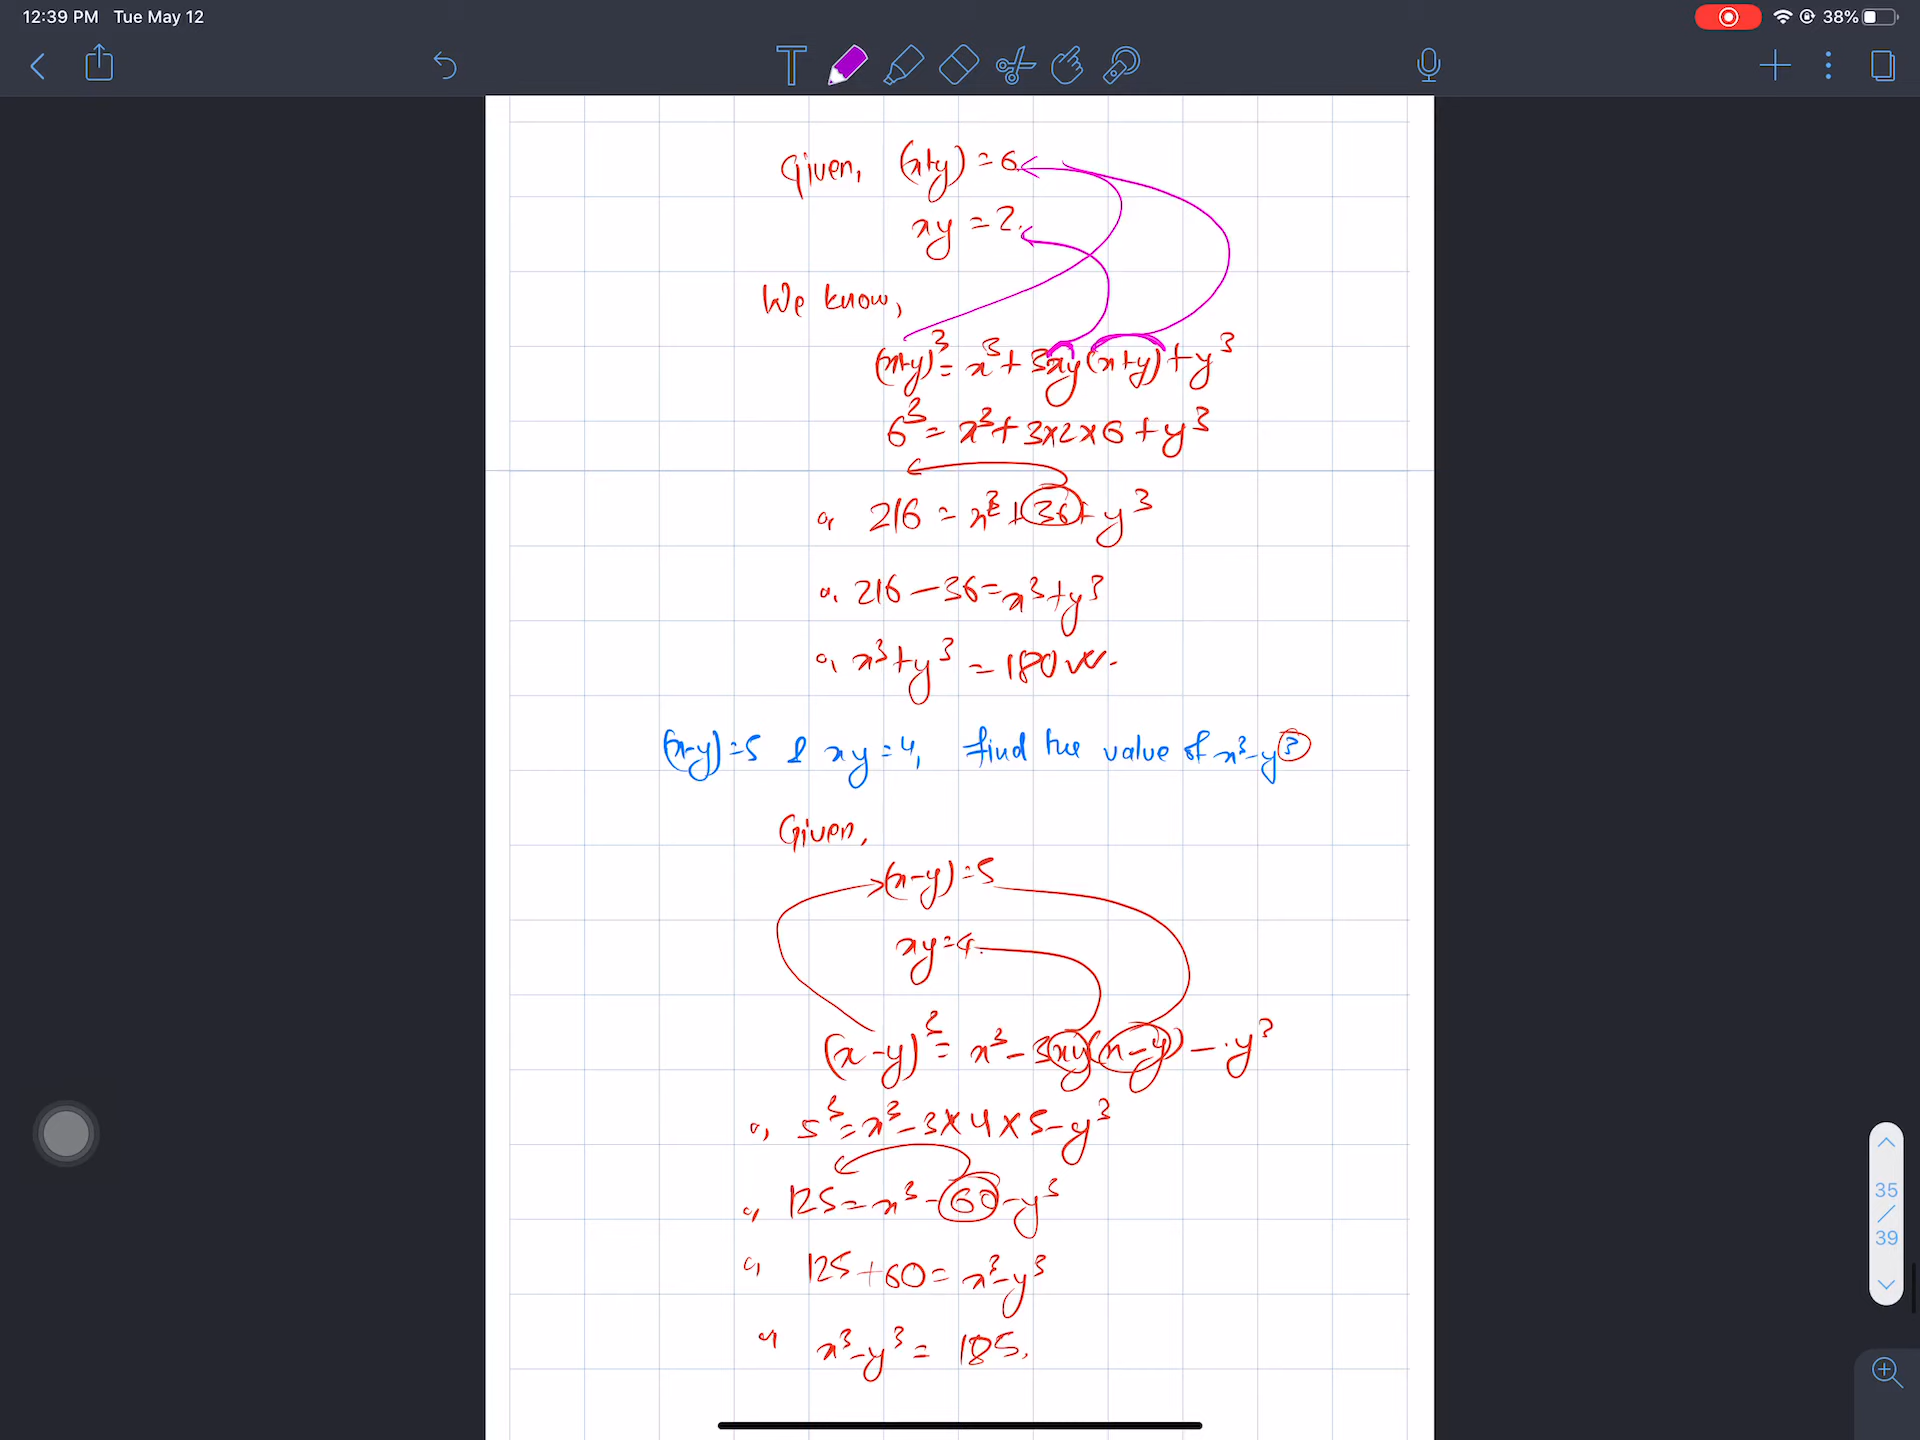 12:39 PM Tue May 12
38%
Given, (x+y) = 6
xy = 2.
We know,
(x+y)³ = x³ + 3xy(x+y) + y³
6³ = x³ + 3×2×6 + y³
or 216 = x³ + 36 + y³
or 216 - 36 = x³ + y³
or x³ + y³ = 180
(x-y) = 5 & xy = 4, find the value of x³-y³
Given,
(x-y) = 5
xy = 4.
(x-y)³ = x³ - 3xy(x-y) - y³
or, 5³ = x³ - 3×4×5 - y³
or, 125 = x³ - 60 - y³
or 125 + 60 = x³ - y³
or x³ - y³ = 185.
35
/
39